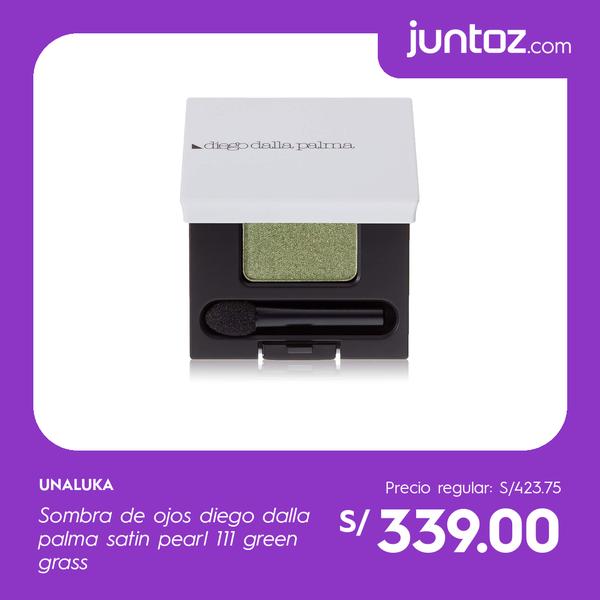 juntoz.com
diego dalla palma
UNALUKA
Sombra de ojos diego dalla
palma satin pearl 111 green
grass
Precio regular: S/423.75
S/339.00